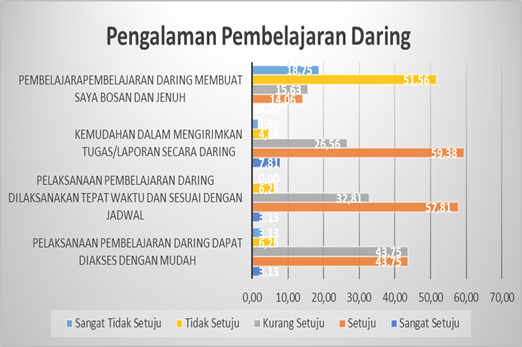 Pengalaman Pembelajaran Daring
PEMBELAJARAPEMBELAJARAN DARING MEMBUAT
SAYA BOSAN DAN JENUH
18,75
51,56
15,63
14,06
KEMUDAHAN DALAM MENGIRIMKAN
TUGAS/LAPORAN SECARA DARING
26,56
59,38
7,81
PELAKSANAAN PEMBELAJARAN DARING
DILAKSANAKAN TEPAT WAKTU DAN SESUAI DENGAN
JADWAL
0,00
6,25
32,81
57,81
3,13
PELAKSANAAN PEMBELAJARAN DARING DAPAT
DIAKSES DENGAN MUDAH
3,13
6,25
43,75
43,75
3,13
0,00 10,00 20,00 30,00 40,00 50,00 60,00 70,00
Sangat Tidak Setuju Tidak Setuju Kurang Setuju Setuju Sangat Setuju